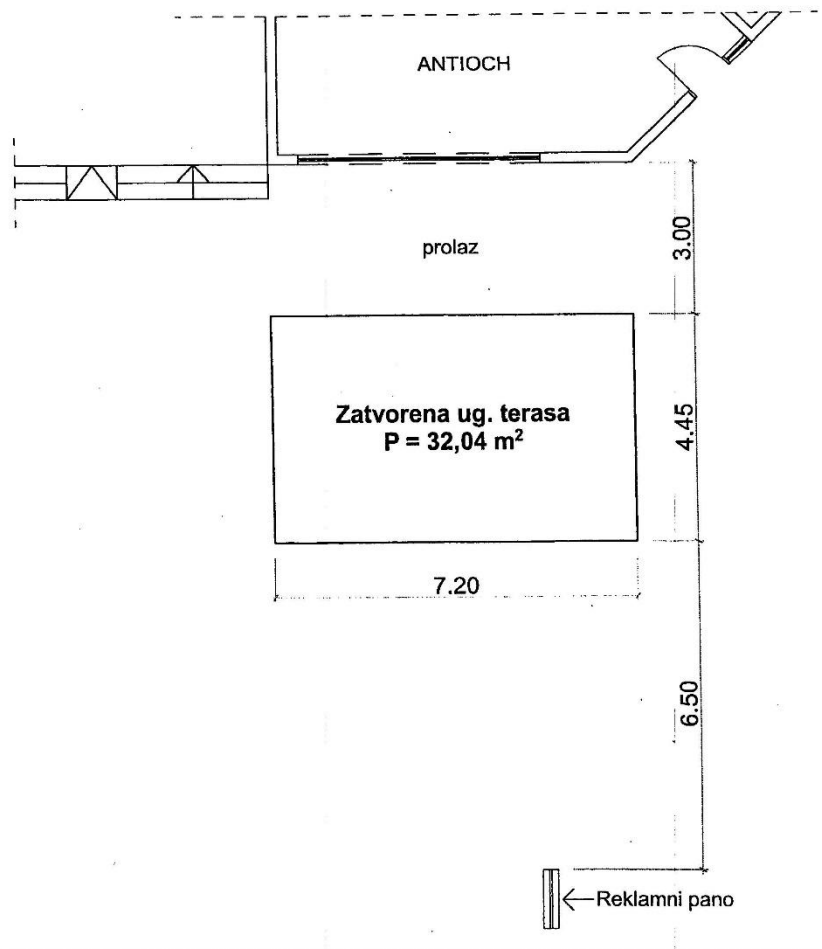 ANTIOCH
prolaz
3.00
Zatvorena ug. terasa
P = 32,04 m²
4.45
7.20
6.50
Reklamni pano